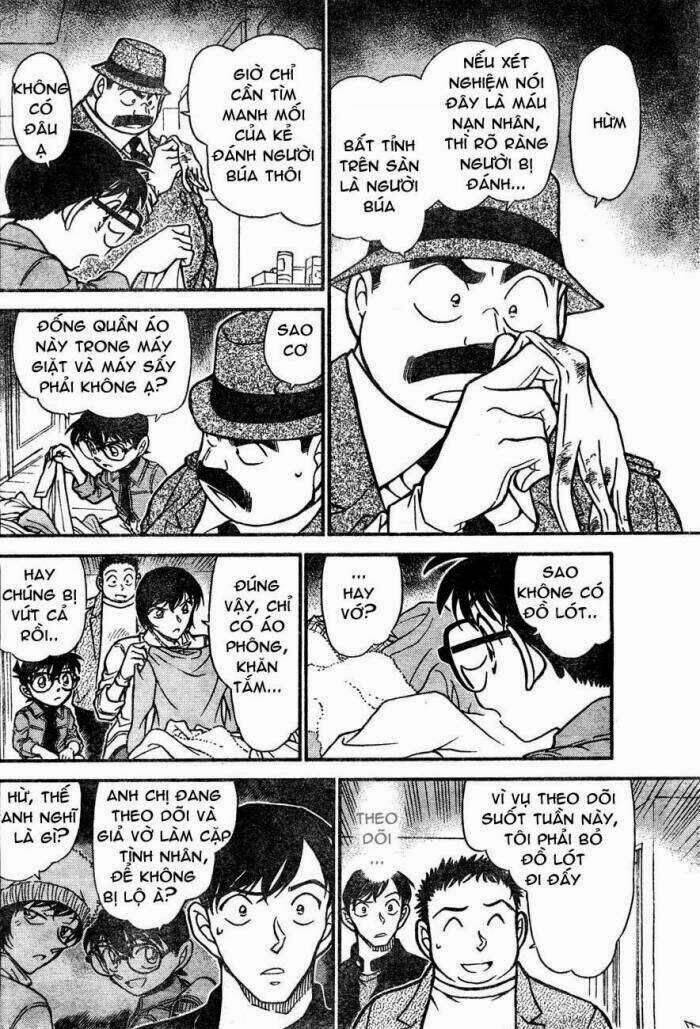 HỪM
NẾU XÉT
NGHIỆM NÓI
ĐÂY LÀ MÁU
NẠN NHÂN,
THÌ RÕ RÀNG
NGƯỜI BỊ
ĐÁNH...
BẤT TỈNH
TRÊN SÀN
LÀ NGƯỜI
BÚA
GIỜ CHỈ
CẦN TÌM
MANH MỐI
CỦA KẺ
ĐÁNH NGƯỜI
BÚA THÔI
KHÔNG
CÓ
ĐÂU
Ạ
SAO
CƠ
ĐỐNG QUẦN ÁO
NÀY TRONG MÁY
GIẶT VÀ MÁY SẤY
PHẢI KHÔNG Ạ?
SAO
KHÔNG CÓ
ĐỒ LÓT..
...
HAY
VỚ?
ĐÚNG
VẬY, CHỈ
CÓ ÁO
PHÔNG,
KHĂN
TẮM...
HAY
CHÚNG BỊ
VỨT CẢ
RỒI..
VÌ VỤ THEO DÕI
SUỐT TUẦN NÀY,
TÔI PHẢI BỎ
ĐỒ LÓT
ĐI ĐẤY
THEO
DÕI
...
ANH CHỊ ĐANG
THEO DÕI VÀ
GIẢ VỜ LÀM CẶP
TÌNH NHÂN,
ĐỂ KHÔNG
BỊ LỘ À?
HỪ, THẾ
ANH NGHĨ
LÀ GÌ?